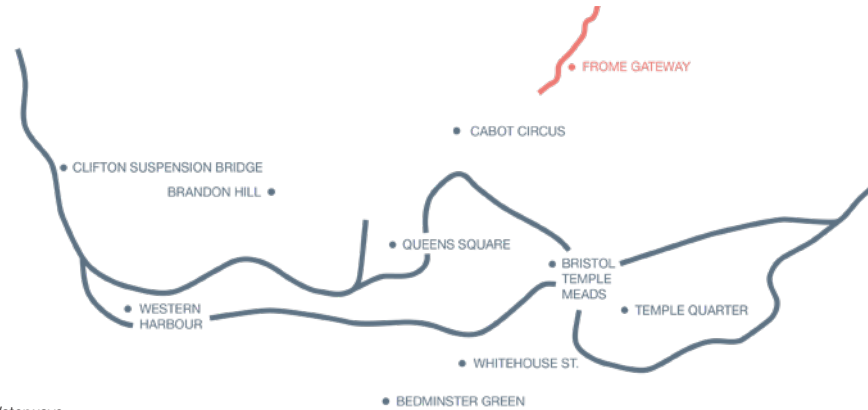 FROME GATEWAY
CABOT CIRCUS
CLIFTON SUSPENSION BRIDGE
BRANDON HILL
QUEENS SQUARE
BRISTOL
TEMPLE
MEADS
WESTERN
HARBOUR
TEMPLE QUARTER
WHITEHOUSE ST.
BEDMINSTER GREEN